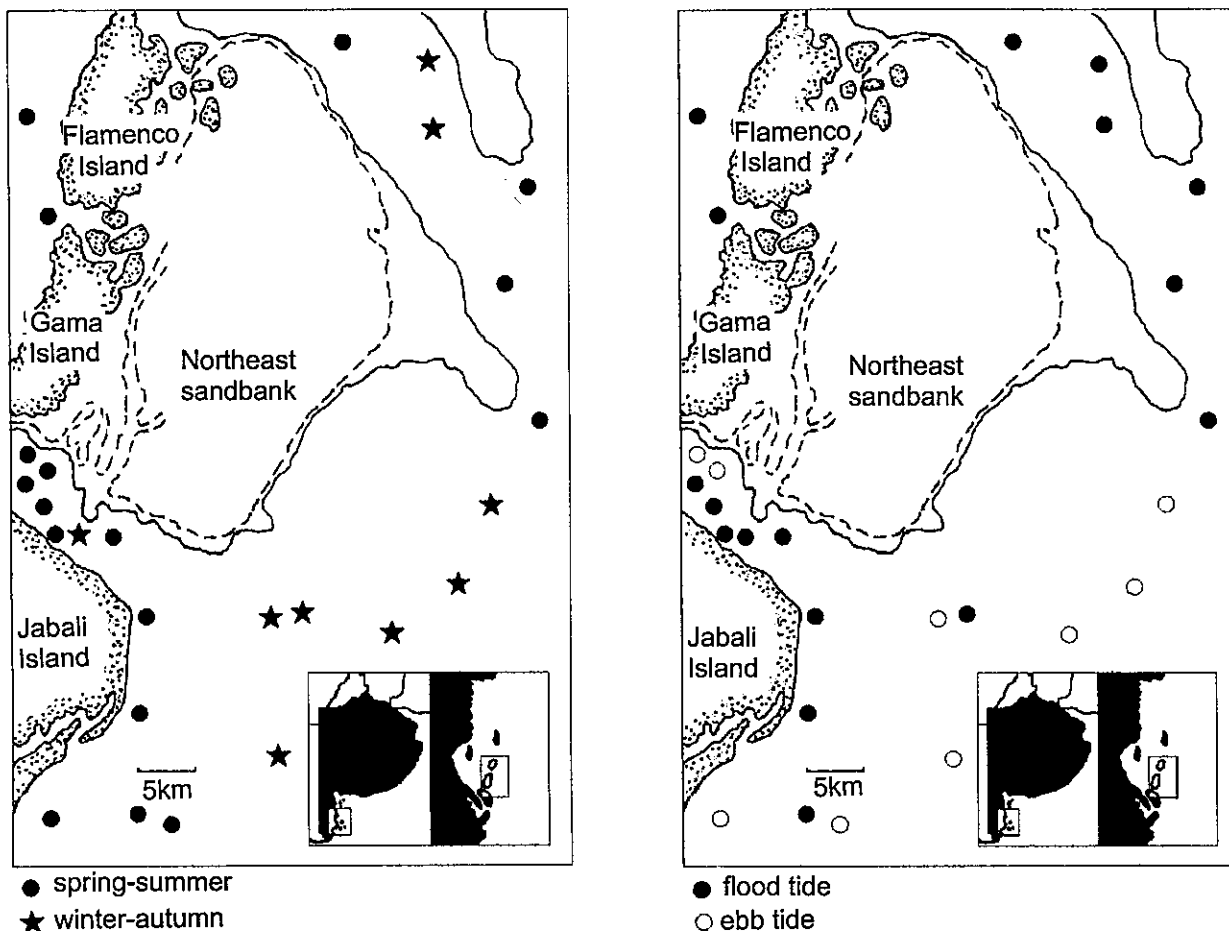 Flamenco
Island
Gama
Island
Northeast
sandbank
Jabali
Island
5km
spring-summer
winter-autumn
Flamenco
Island
Gama
Island
Northeast
sandbank
Jabali
Island
5km
flood tide
ebb tide